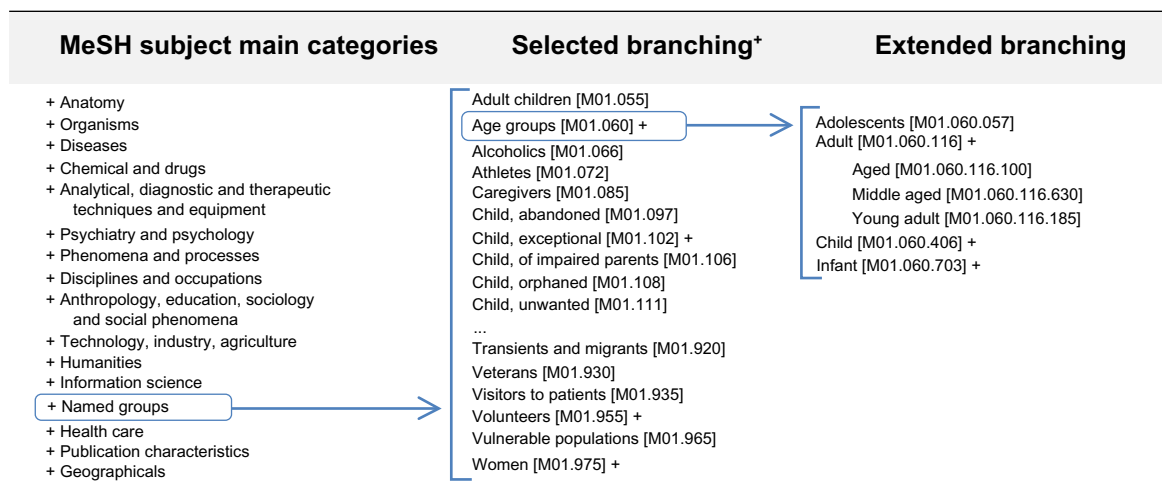 MeSH subject main categories
+ Anatomy
+ Organisms
+ Diseases
+ Chemical and drugs
+ Analytical, diagnostic and therapeutic
techniques and equipment
+ Psychiatry and psychology
+ Phenomena and processes
+ Disciplines and occupations
+ Anthropology, education, sociology
and social phenomena
+ Technology, industry, agriculture
+ Humanities
+ Information science
+ Named groups
+ Health care
+ Publication characteristics
+ Geographicals
Selected branching⁺
Adult children [M01.055]
Age groups [M01.060] +
Alcoholics [M01.066]
Athletes [M01.072]
Caregivers [M01.085]
Child, abandoned [M01.097]
Child, exceptional [M01.102] +
Child, of impaired parents [M01.106]
Child, orphaned [M01.108]
Child, unwanted [M01.111]
...
Transients and migrants [M01.920]
Veterans [M01.930]
Visitors to patients [M01.935]
Volunteers [M01.955] +
Vulnerable populations [M01.965]
Women [M01.975] +
Extended branching
Adolescents [M01.060.057]
Adult [M01.060.116] +
Aged [M01.060.116.100]
Middle aged [M01.060.116.630]
Young adult [M01.060.116.185]
Child [M01.060.406] +
Infant [M01.060.703] +